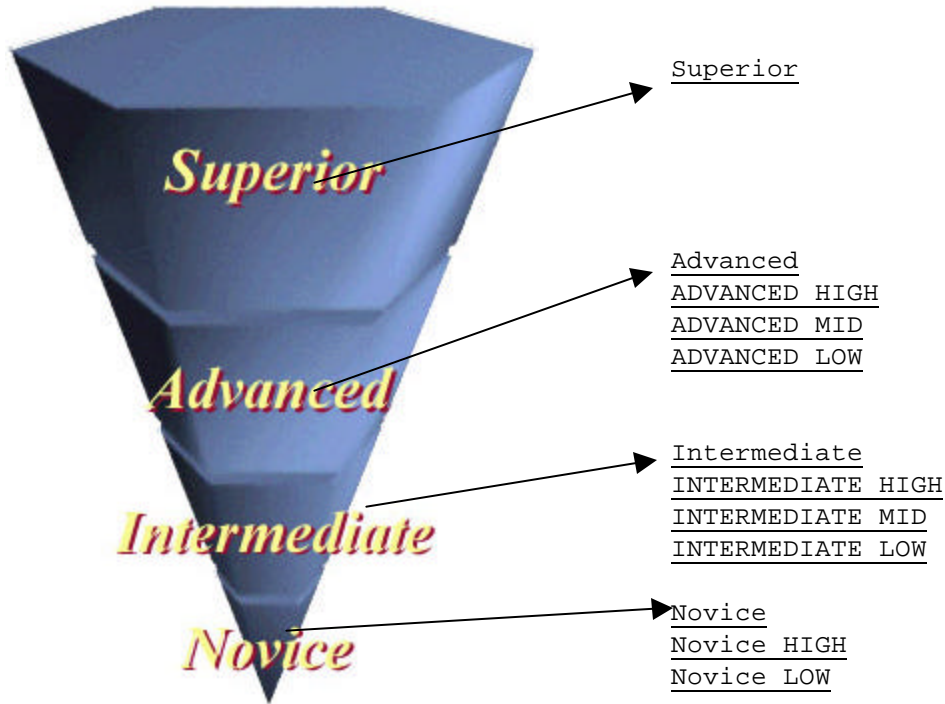 Superior
Superior
Advanced
ADVANCED HIGH
ADVANCED MID
ADVANCED LOW
Advanced
Intermediate
INTERMEDIATE HIGH
INTERMEDIATE MID
INTERMEDIATE LOW
Intermediate
Novice
Novice HIGH
Novice LOW
Novice